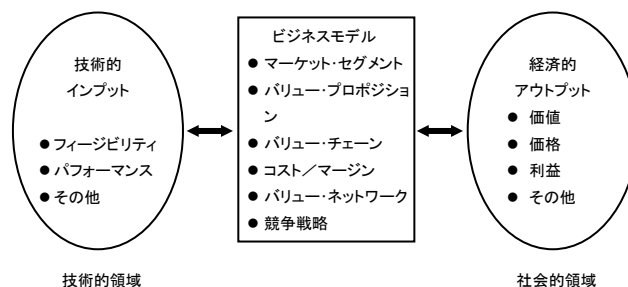 技術的
インプット
●フィージビリティ
●パフォーマンス
●その他
技術的領域
ビジネスモデル
● マーケット・セグメント
● バリュー・プロポジショ
ン
● バリュー・チェーン
● コスト／マージン
● バリュー・ネットワーク
● 競争戦略
経済的
アウトプット
● 価値
● 価格
● 利益
● その他
社会的領域